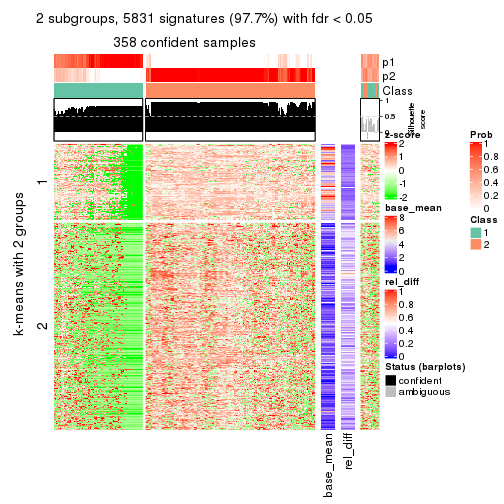 2 subgroups, 5831 signatures (97.7%) with fdr < 0.05
358 confident samples
p1
p2
Class
1
0.5
0
Silhouette
score
k-means with 2 groups
1
2
base_mean
rel_diff
z-score
2
1
0
-1
-2
base_mean
8
6
4
2
0
rel_diff
1
0.8
0.6
0.4
0.2
0
Status (barplots)
confident
ambiguous
Prob
1
0.8
0.6
0.4
0.2
0
Class
1
2